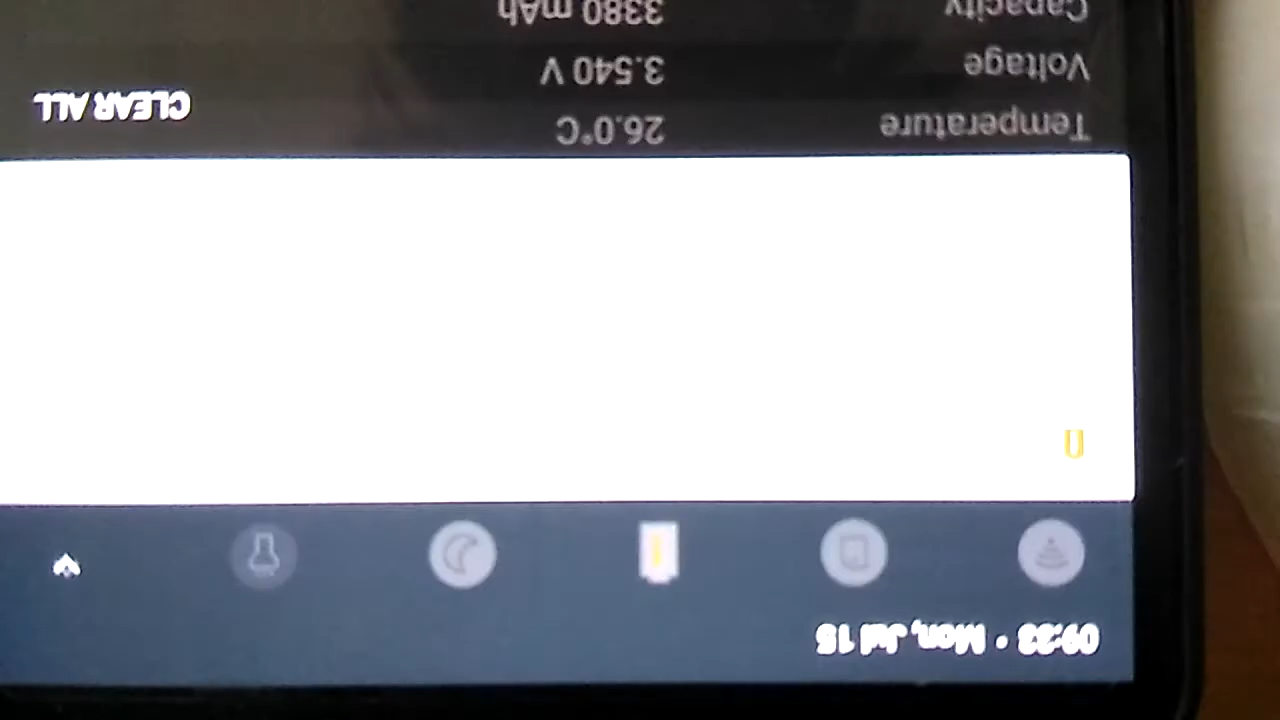 09:33 • Mon, Jul 15
Temperature 26.0°C
CLEAR ALL
Voltage 3.540 V
Capacity 3380 mAh